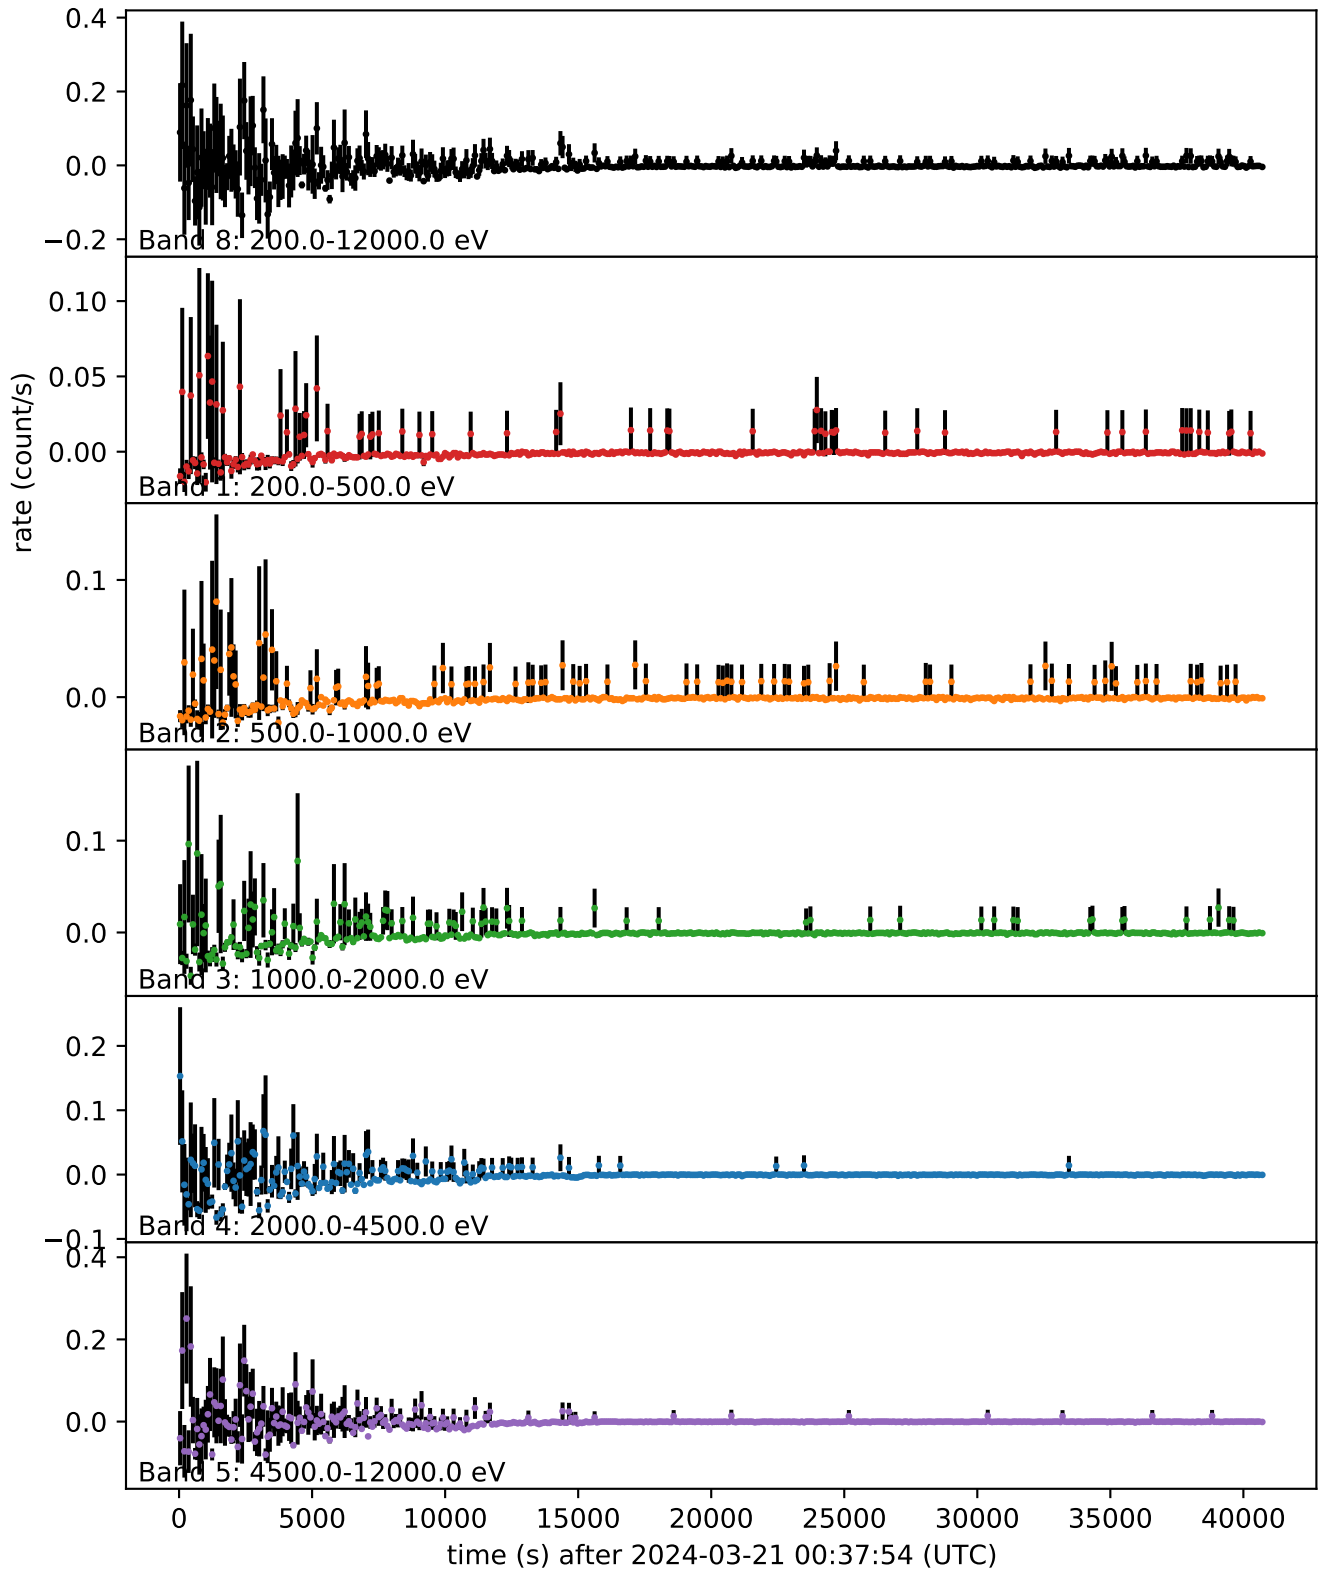 rate (count/s)
0.4
0.2
0.0
−0.2
Band 8: 200.0-12000.0 eV
0.10
0.05
0.00
Band 1: 200.0-500.0 eV
0.1
0.0
Band 2: 500.0-1000.0 eV
0.1
0.0
Band 3: 1000.0-2000.0 eV
0.2
0.1
0.0
−0.1
Band 4: 2000.0-4500.0 eV
0.4
0.2
0.0
Band 5: 4500.0-12000.0 eV
0 5000 10000 15000 20000 25000 30000 35000 40000
time (s) after 2024-03-21 00:37:54 (UTC)